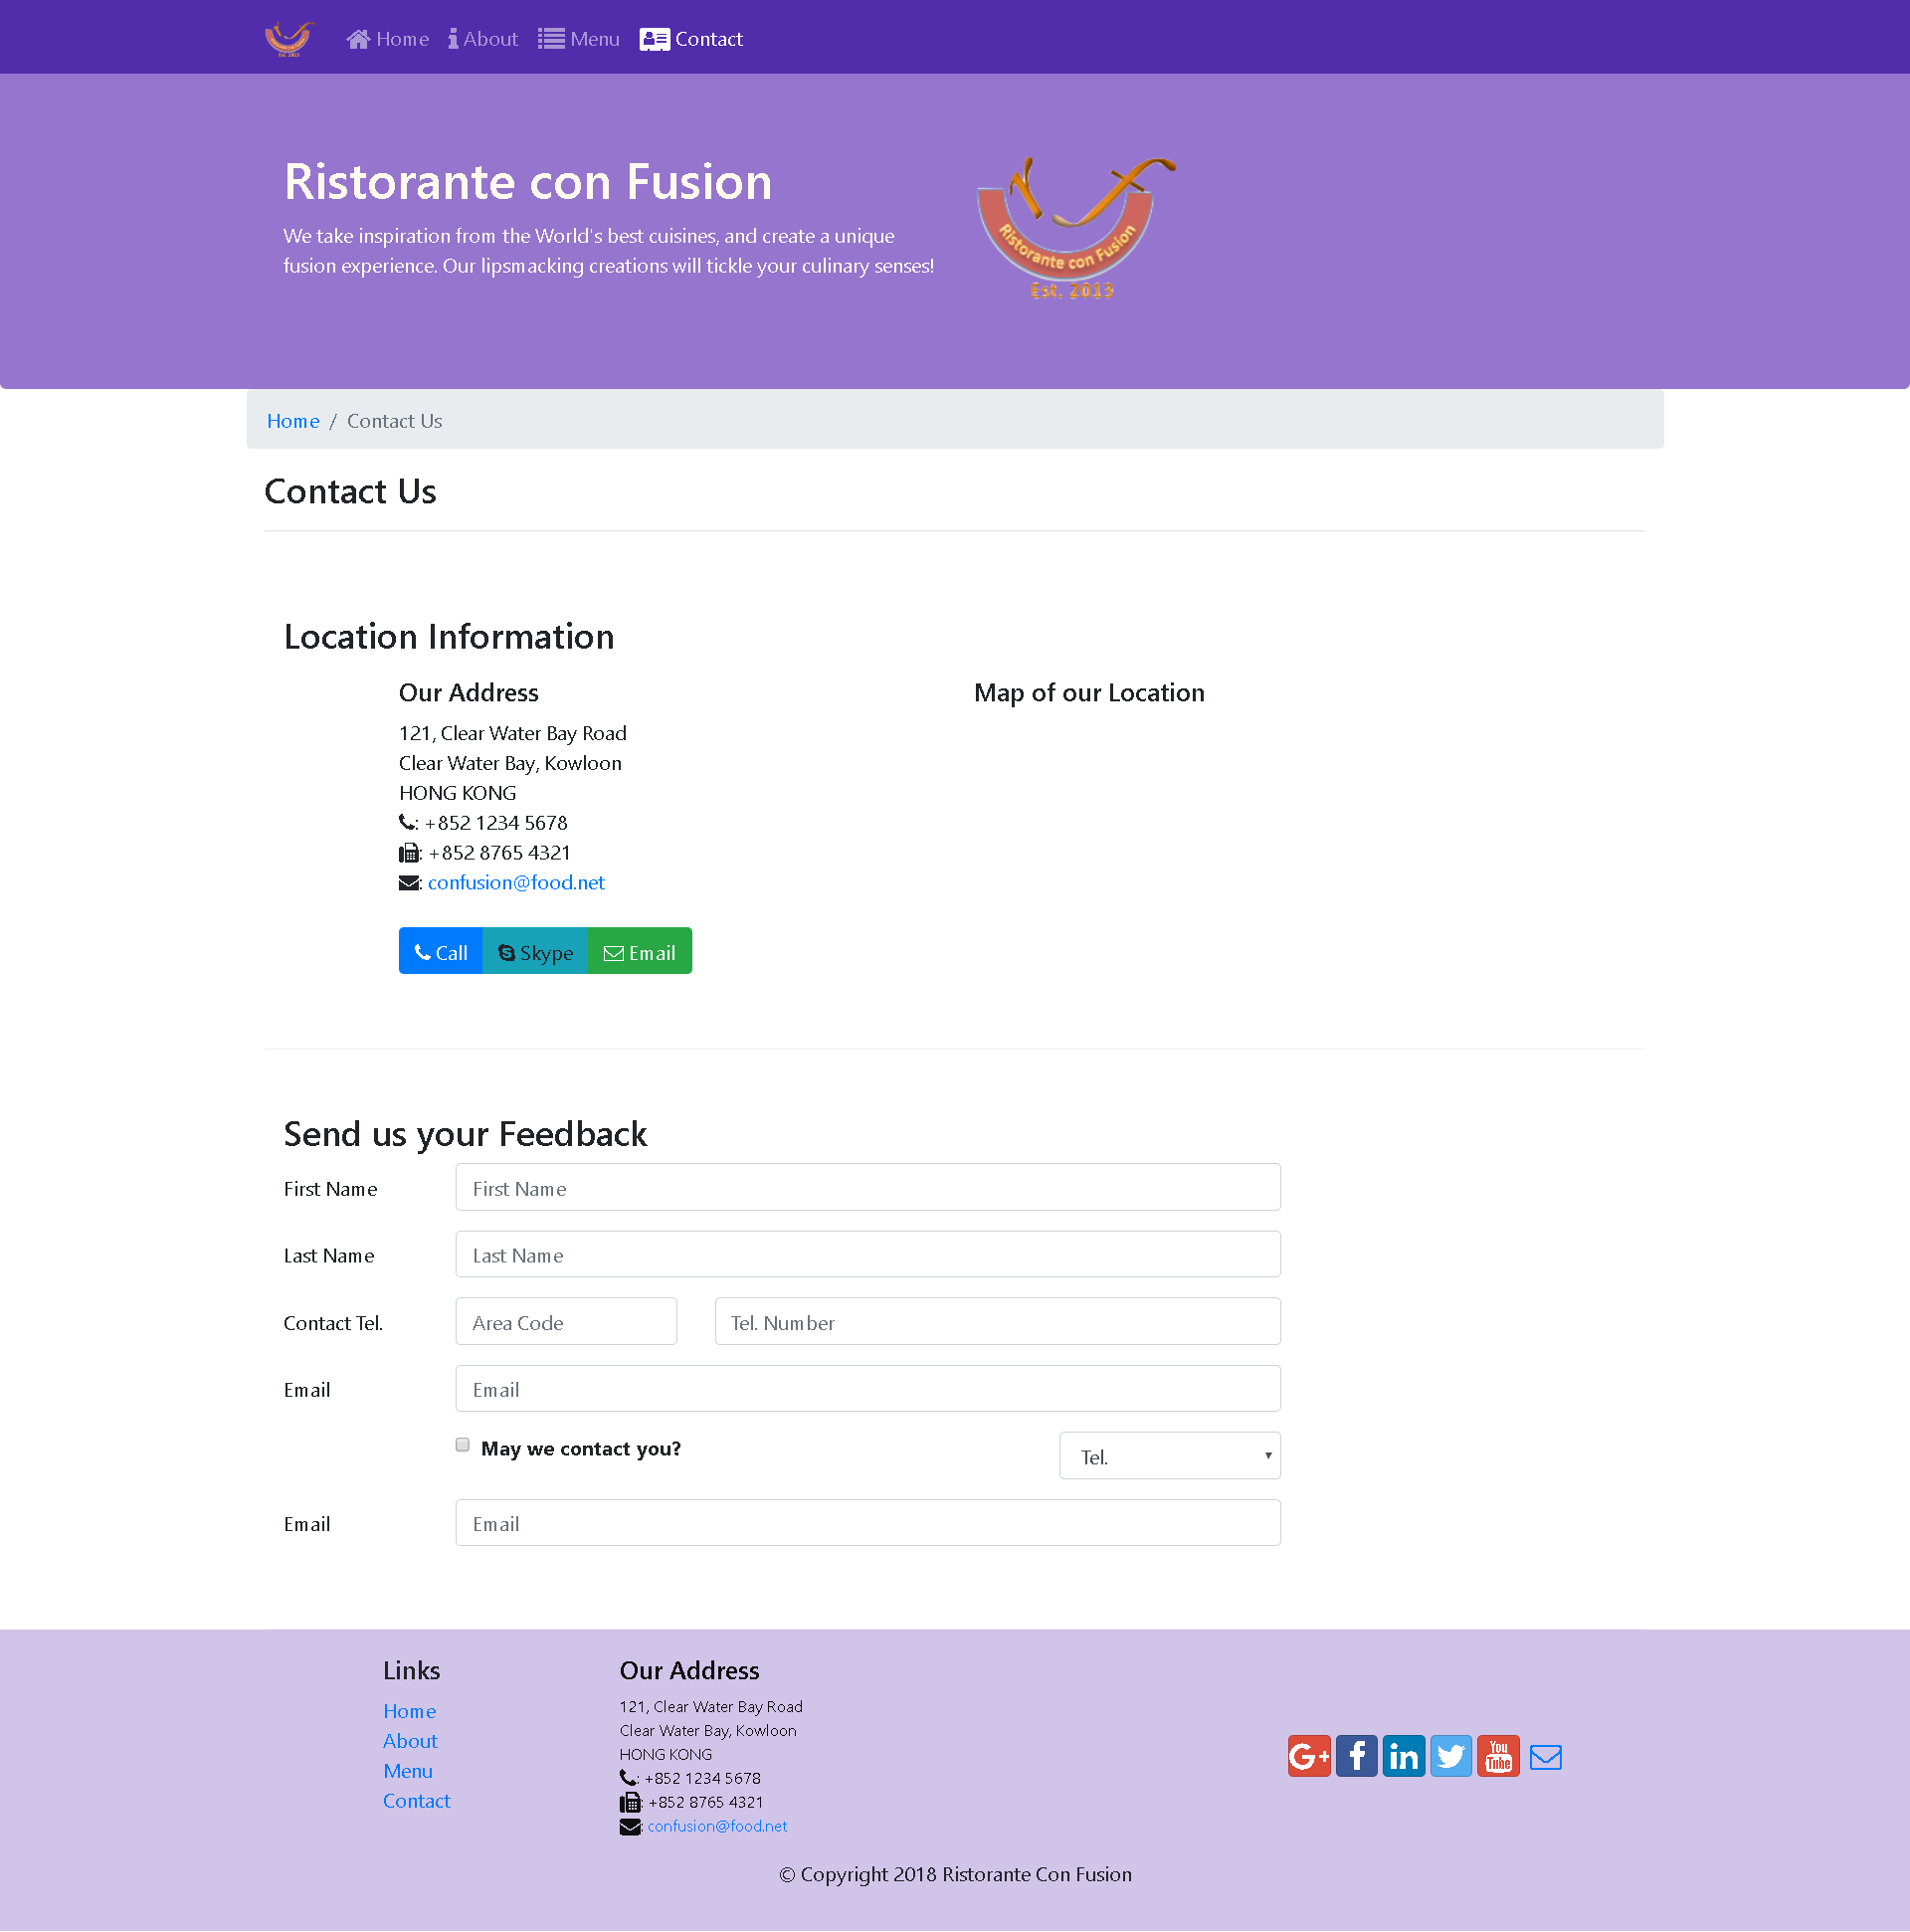 Home About Menu Contact
Ristorante con Fusion
We take inspiration from the World's best cuisines, and create a unique
fusion experience. Our lipsmacking creations will tickle your culinary senses!
Ristorante con Fusion
Est. 2013
Home / Contact Us
Contact Us
Location Information
Our Address
121, Clear Water Bay Road
Clear Water Bay, Kowloon
HONG KONG
: +852 1234 5678
: +852 8765 4321
: confusion@food.net
Call Skype Email
Map of our Location
Send us your Feedback
First Name First Name
Last Name Last Name
Contact Tel. Area Code Tel. Number
Email Email
May we contact you? Tel.
Email Email
Links
Home
About
Menu
Contact
Our Address
121, Clear Water Bay Road
Clear Water Bay, Kowloon
HONG KONG
: +852 1234 5678
: +852 8765 4321
: confusion@food.net
G+ f in You Tube
© Copyright 2018 Ristorante Con Fusion